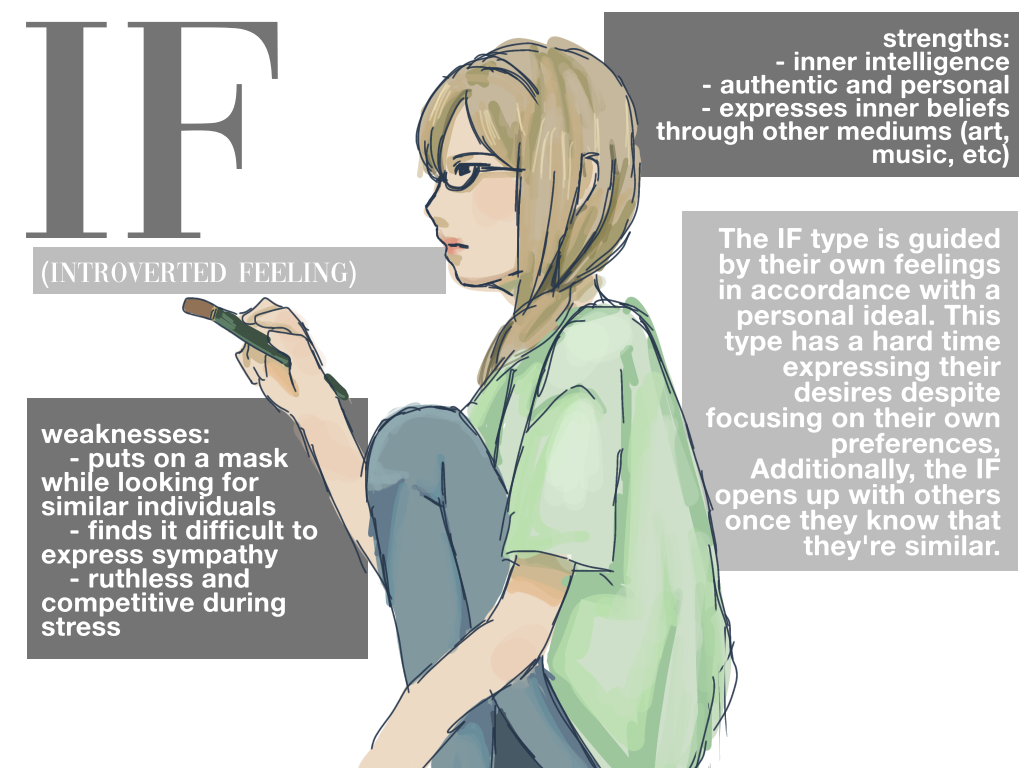 IF
(INTROVERTED FEELING)
strengths:
- inner intelligence
- authentic and personal
- expresses inner beliefs
through other mediums (art,
music, etc)
The IF type is guided
by their own feelings
in accordance with a
personal ideal. This
type has a hard time
expressing their
desires despite
focusing on their own
preferences,
Additionally, the IF
opens up with others
once they know that
they're similar.
weaknesses:
- puts on a mask
while looking for
similar individuals
- finds it difficult to
express sympathy
- ruthless and
competitive during
stress